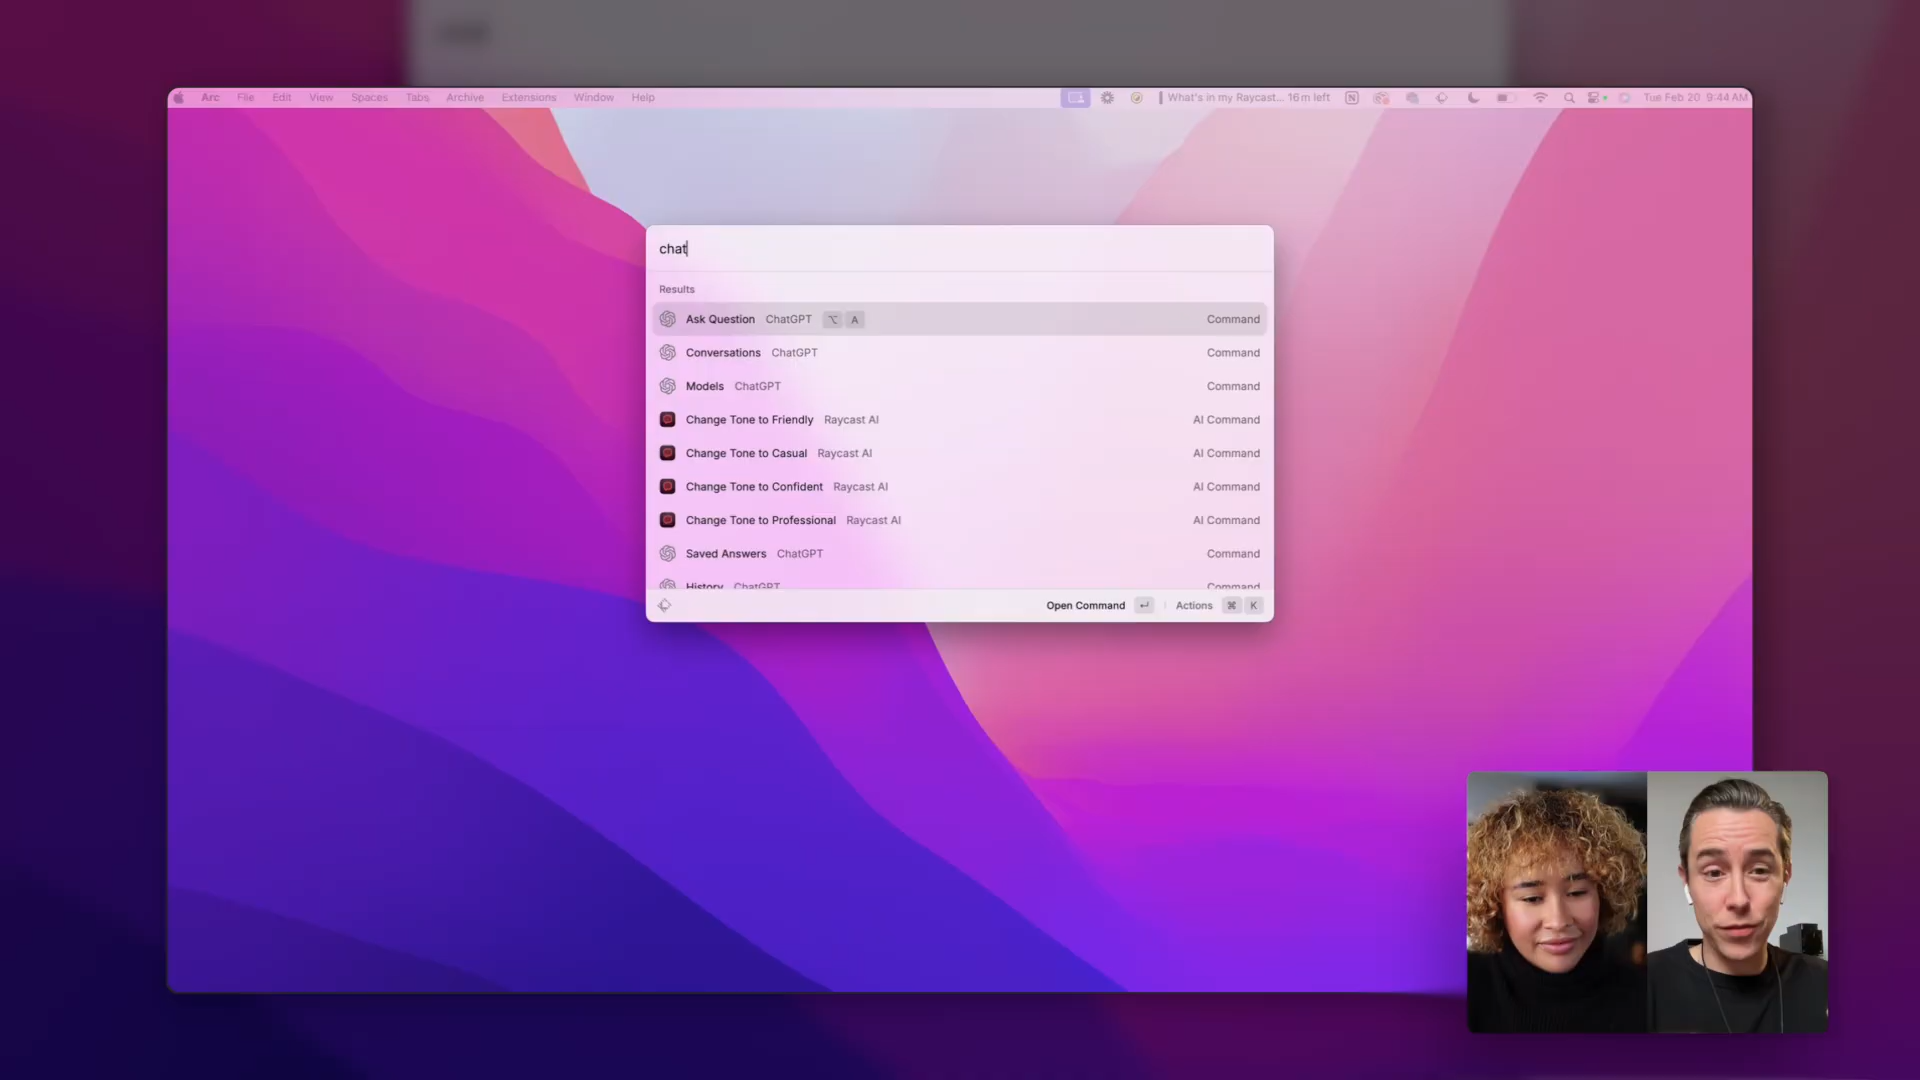 Arc File Edit View Spaces Tabs Archive Extensions Window Help What's in my Raycast... 16m left N Tue Feb 20 9:44 AM
chat
Results
Ask Question ChatGPT ⌥ A Command
Conversations ChatGPT Command
Models ChatGPT Command
Change Tone to Friendly Raycast AI AI Command
Change Tone to Casual Raycast AI AI Command
Change Tone to Confident Raycast AI AI Command
Change Tone to Professional Raycast AI AI Command
Saved Answers ChatGPT Command
History ChatGPT Command
Open Command ↵ Actions ⌘ K